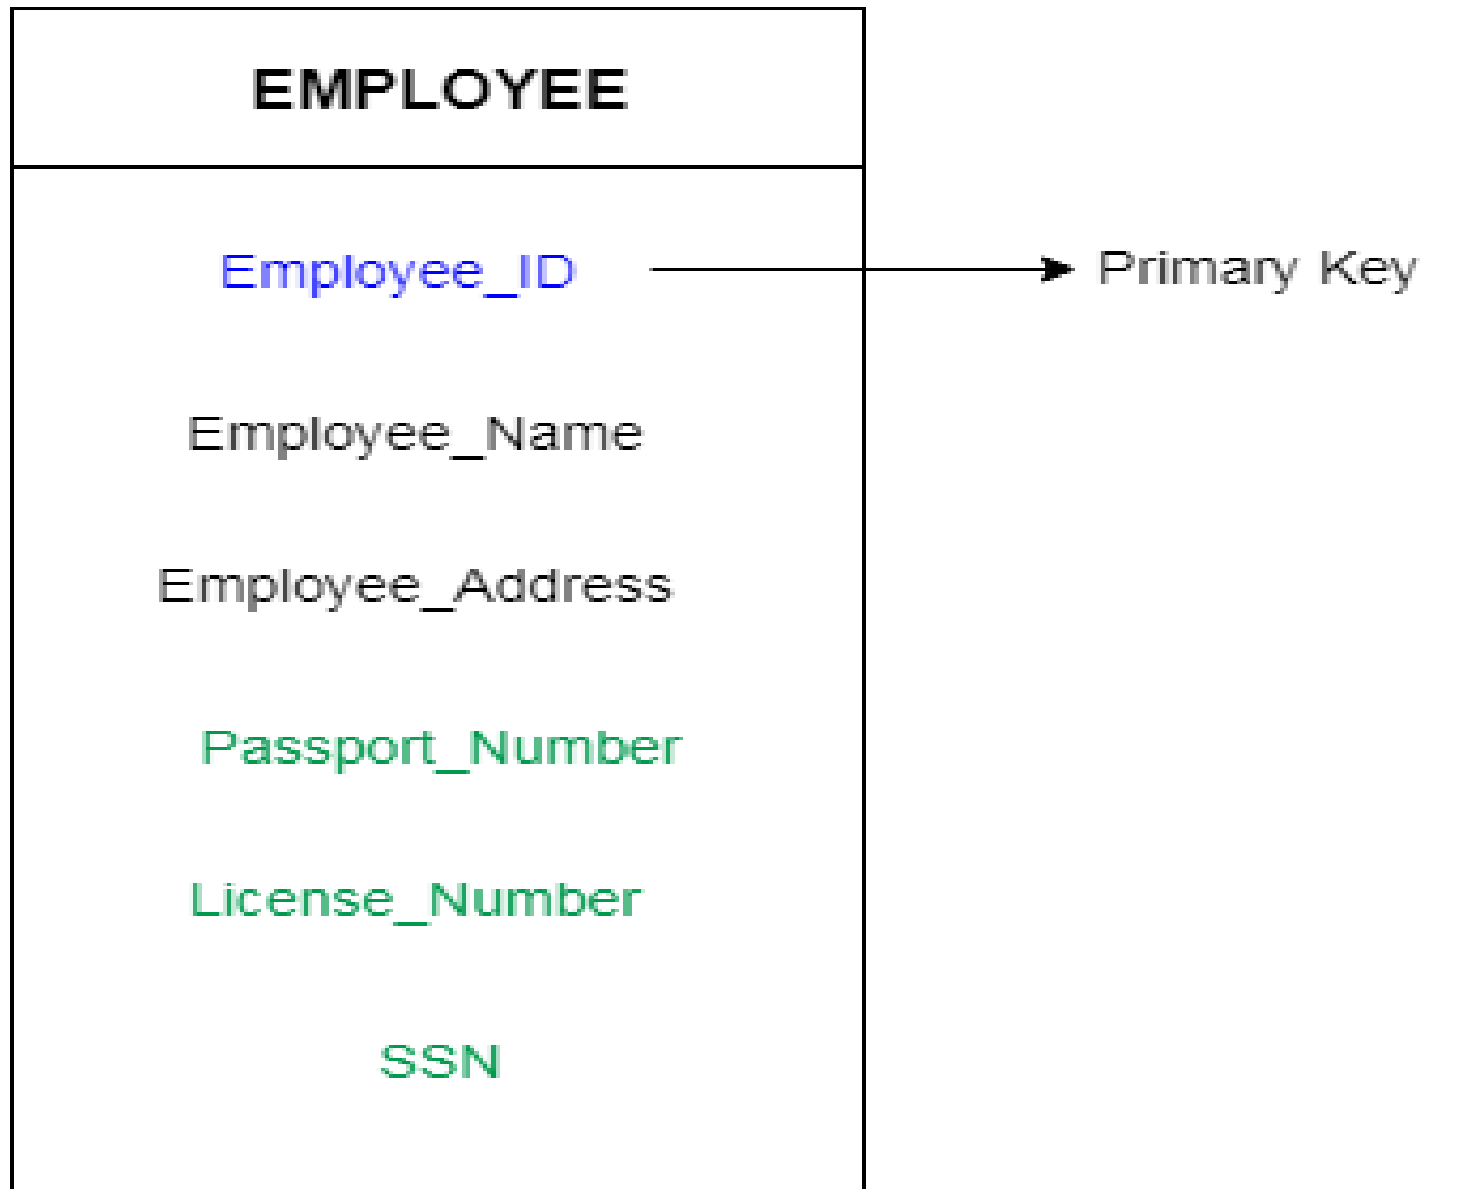 EMPLOYEE
Employee_ID Primary Key
Employee_Name
Employee_Address
Passport_Number
License_Number
SSN